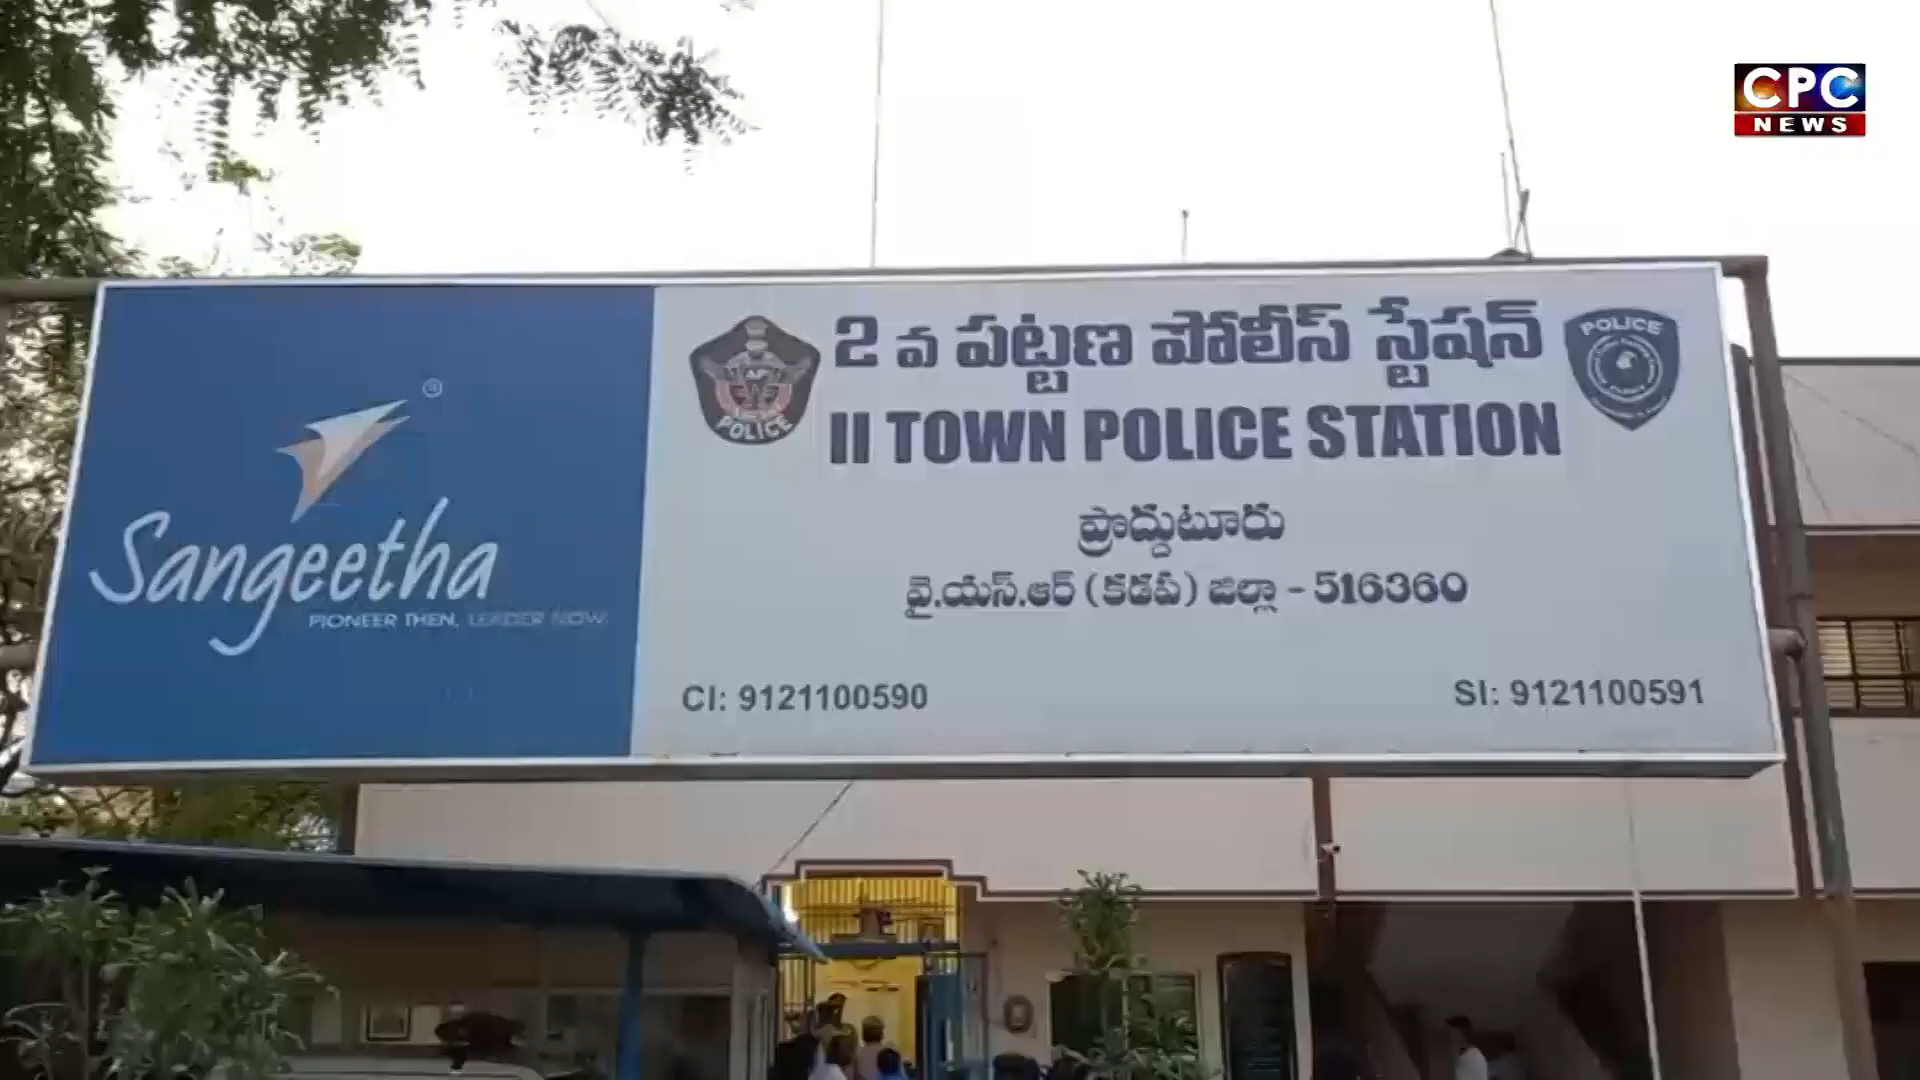 CPC
NEWS
Sangeetha
PIONEER THEN, LEADER NOW.
POLICE
2 వ పట్టణ పోలీస్ స్టేషన్
II TOWN POLICE STATION
POLICE
ప్రొద్దుటూరు
వై.యస్.ఆర్ (కడప) జిల్లా - 516360
CI: 9121100590
SI: 9121100591